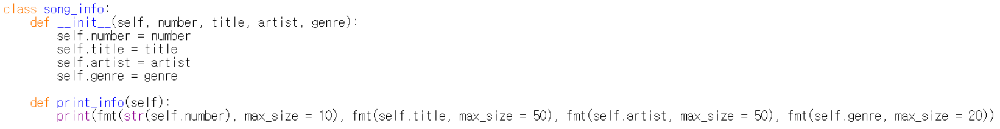 class song_info:
    def __init__(self, number, title, artist, genre):
        self.number = number
        self.title = title
        self.artist = artist
        self.genre = genre

    def print_info(self):
        print(fmt(str(self.number), max_size = 10), fmt(self.title, max_size = 50), fmt(self.artist, max_size = 50), fmt(self.genre, max_size = 20))